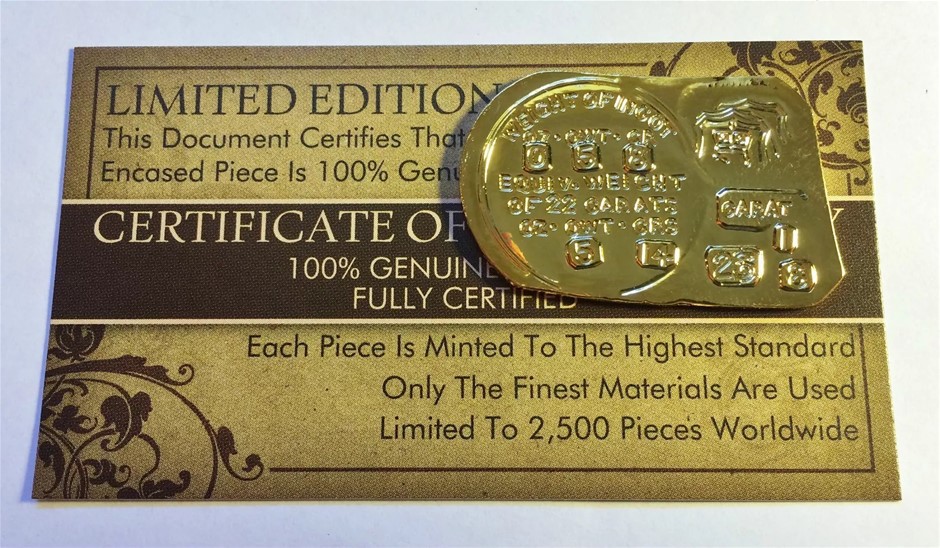 LIMITED EDITION
This Document Certifies That
Encased Piece Is 100% Genu
CERTIFICATE OF Y
100% GENUINE
FULLY CERTIFIED
Each Piece Is Minted To The Highest Standard
Only The Finest Materials Are Used
Limited To 2,500 Pieces Worldwide
WEIGHT OF INGOT
OZ · DWT · GR
0 5 8
EQUIV. WEIGHT
OF 22 CARATS
OZ · DWT · GRS
5 14
CARAT
1
23 8